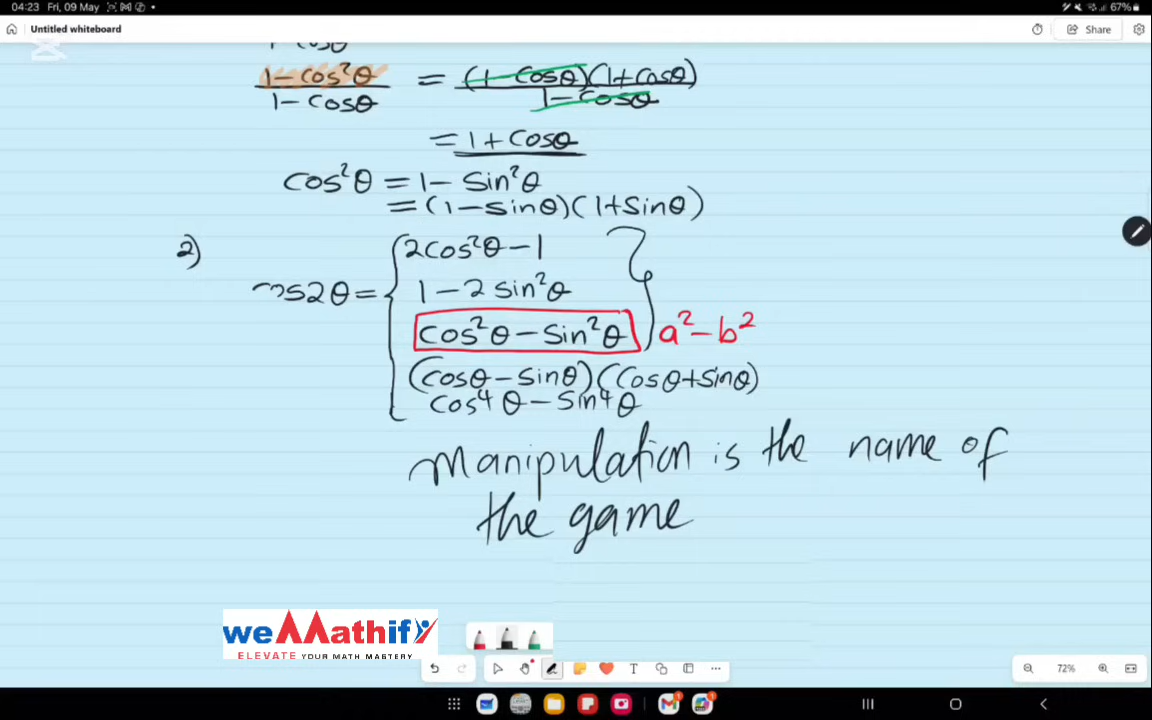 04:23 Fri, 09 May 67%
Untitled whiteboard Share
1-cosθ
1-cos²θ / 1-cosθ = (1-cosθ)(1+cosθ) / 1-cosθ
= 1+cosθ
cos²θ = 1- sin²θ
= (1-sinθ)(1+sinθ)
2)
cos2θ = { 2cos²θ-1
1-2 sin²θ
cos²θ-sin²θ a²-b²
(cosθ-sinθ)(cosθ+sinθ)
cos⁴θ-sin⁴θ
manipulation is the name of
the game
weMathify
ELEVATE YOUR MATH MASTERY
T 72%